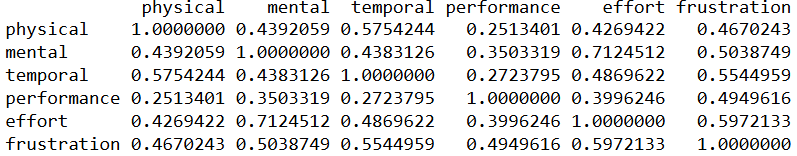 physical mental temporal performance effort frustration
physical 1.0000000 0.4392059 0.5754244 0.2513401 0.4269422 0.4670243
mental 0.4392059 1.0000000 0.4383126 0.3503319 0.7124512 0.5038749
temporal 0.5754244 0.4383126 1.0000000 0.2723795 0.4869622 0.5544959
performance 0.2513401 0.3503319 0.2723795 1.0000000 0.3996246 0.4949616
effort 0.4269422 0.7124512 0.4869622 0.3996246 1.0000000 0.5972133
frustration 0.4670243 0.5038749 0.5544959 0.4949616 0.5972133 1.0000000